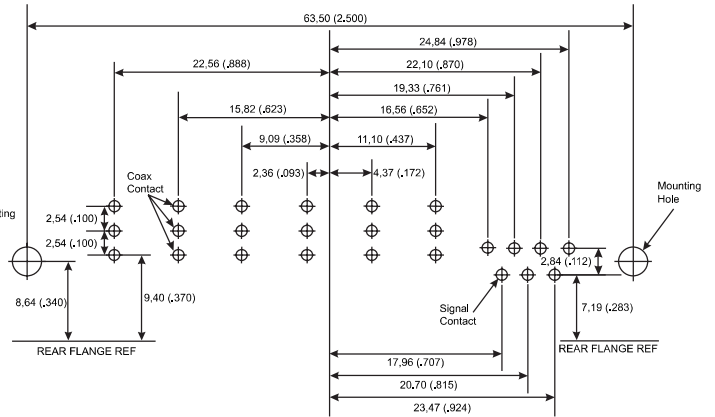 63,50 (2.500)
24,84 (.978)
22,56 (.888)
22,10 (.870)
19,33 (.761)
15,82 (.623)
16,56 (.652)
9,09 (.358)
11,10 (.437)
2,36 (.093)
4,37 (.172)
Coax
Contact
Mounting
Hole
ting
2,54 (.100)
2,54 (.100)
2,84 (.112)
8,64 (.340)
9,40 (.370)
Signal
Contact
7,19 (.283)
REAR FLANGE REF
REAR FLANGE REF
17,96 (.707)
20.70 (.815)
23,47 (.924)